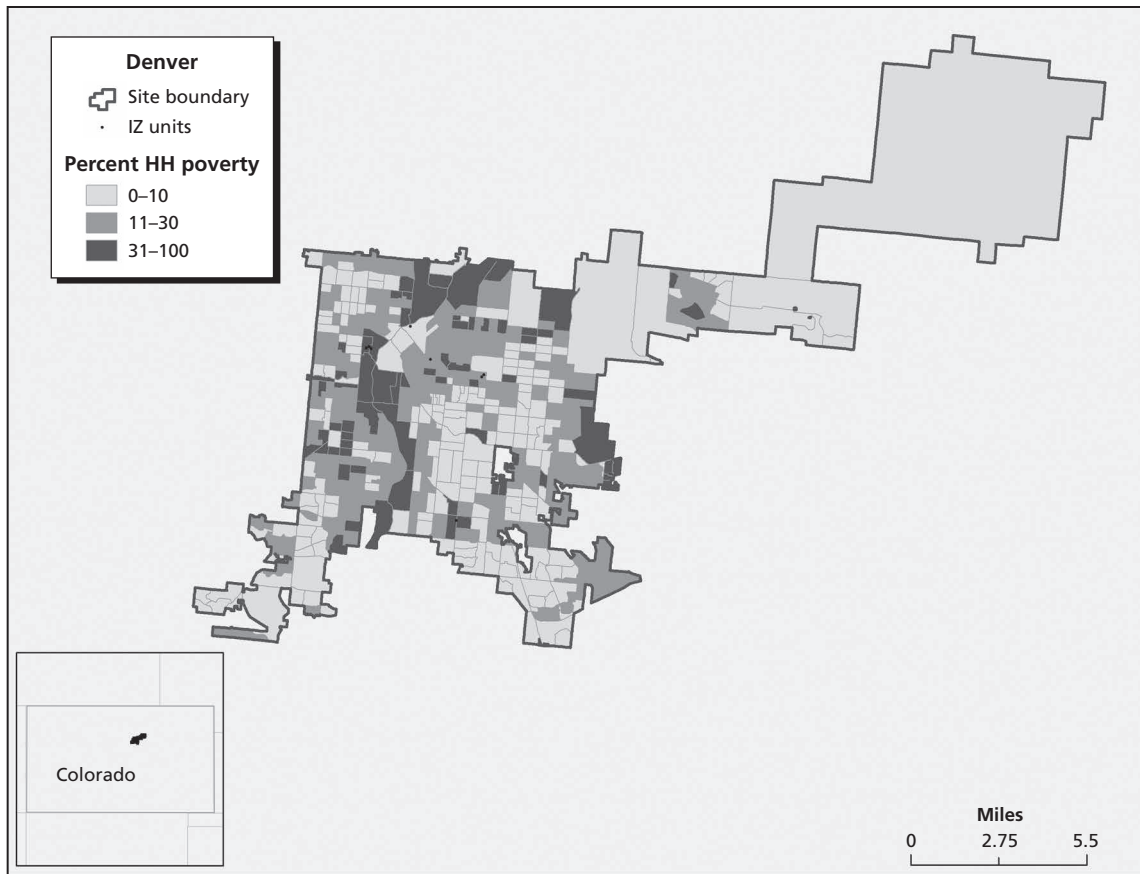 Denver
Site boundary
IZ units
Percent HH poverty
0–10
11–30
31–100
Colorado
Miles
0 2.75 5.5